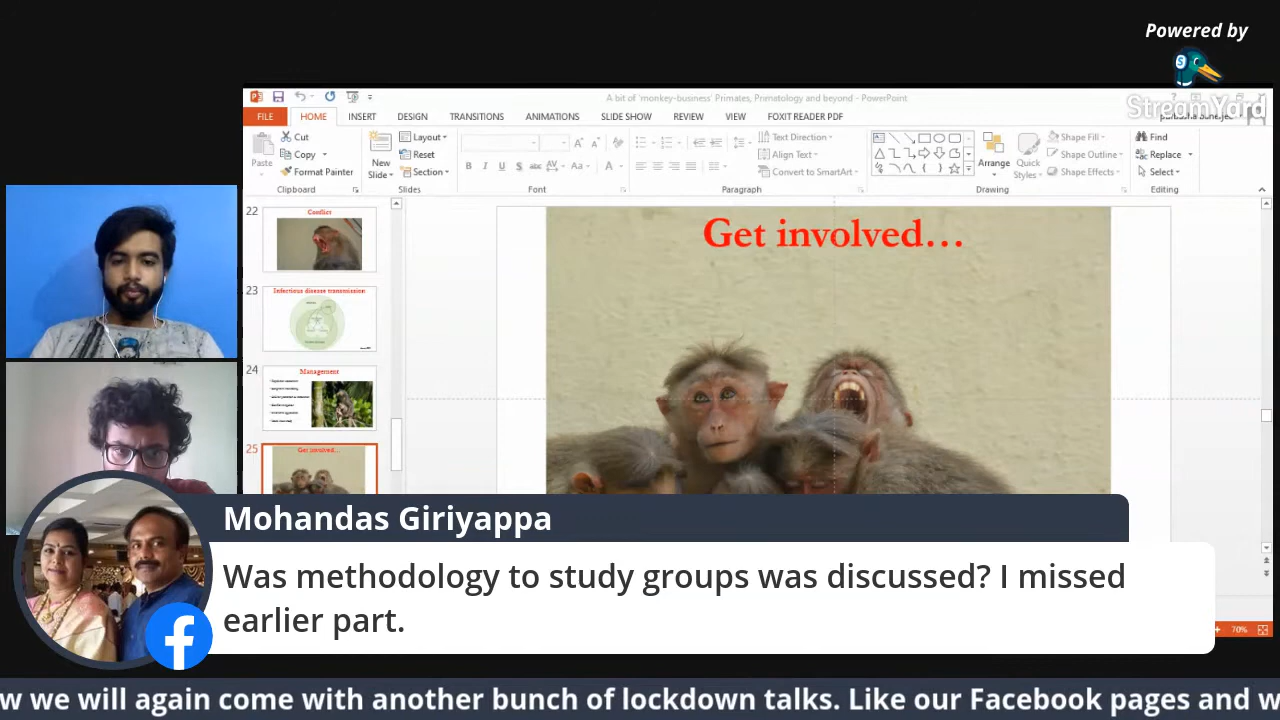 Powered by
StreamYard
A bit of 'monkey-business' Primates, Primatology and beyond - PowerPoint
FILE HOME INSERT DESIGN TRANSITIONS ANIMATIONS SLIDE SHOW REVIEW VIEW FOXIT READER PDF
Paste
Cut
Copy
Format Painter
Clipboard
New
Slide
Layout
Reset
Section
Slides
B I U S abc AV Aa A
Font
Text Direction
Align Text
Convert to SmartArt
Paragraph
Arrange
Quick
Styles
Shape Fill
Shape Outline
Shape Effects
Drawing
Find
Replace
Select
Editing
22
Conflict
23
Infectious disease transmission
24
Management
25
Get involved...
Get involved...
70%
Mohandas Giriyappa
Was methodology to study groups was discussed? I missed
earlier part.
w we will again come with another bunch of lockdown talks. Like our Facebook pages and w